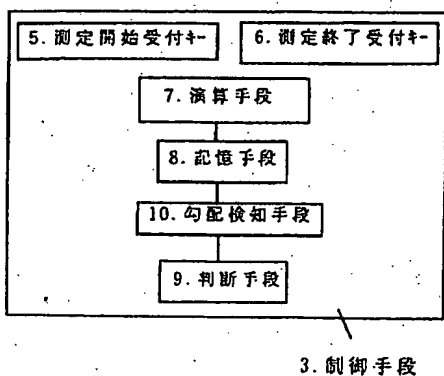 5. 測定開始受付キー
6. 測定終了受付キー
7. 演算手段
8. 記憶手段
10. 勾配検知手段
9. 判断手段
3. 制御手段